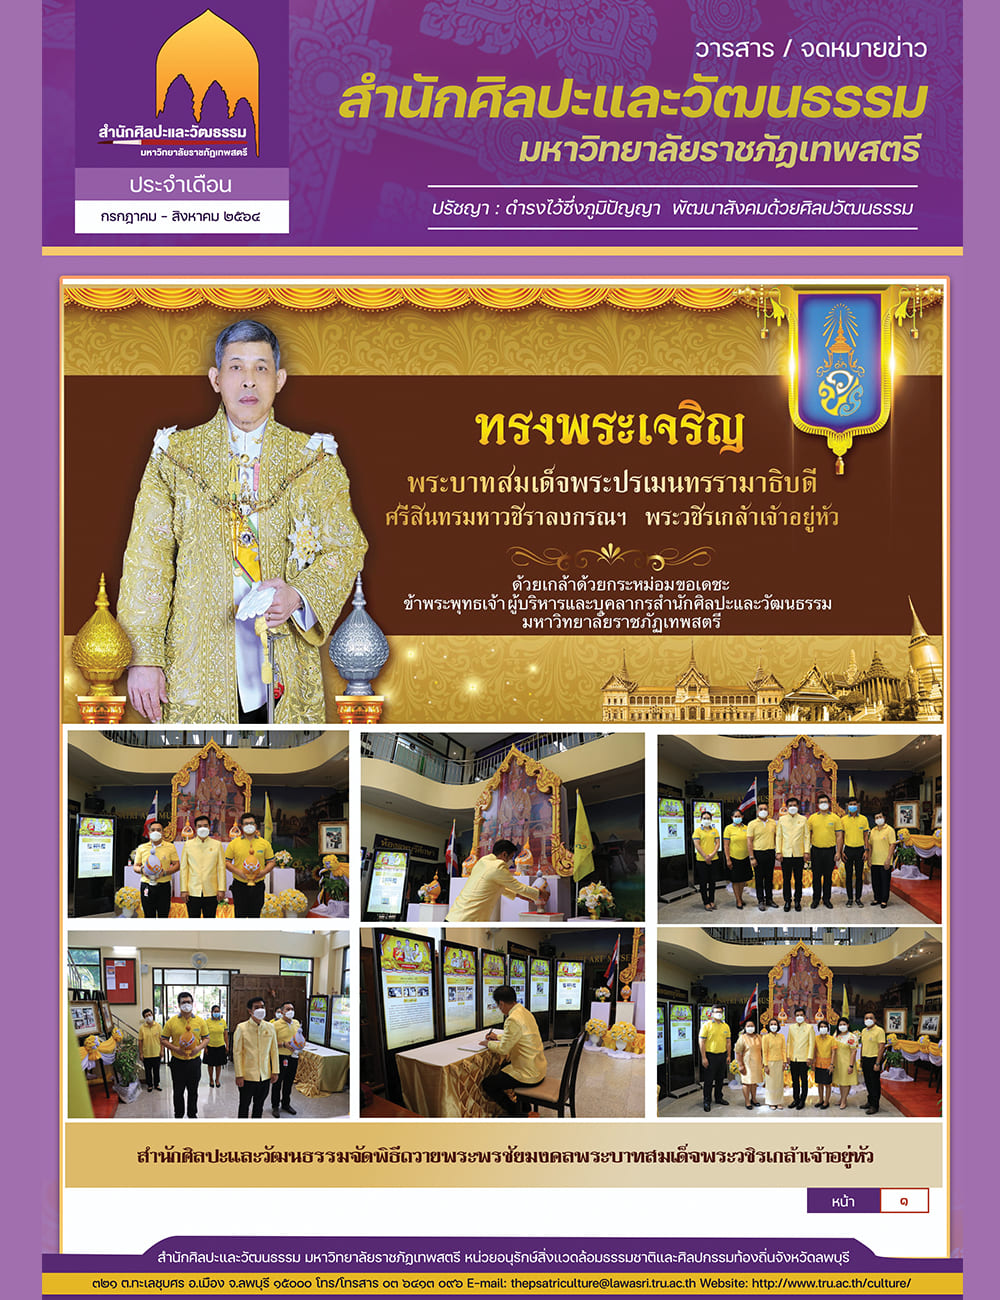 สำนักศิลปะและวัฒนธรรม
มหาวิทยาลัยราชภัฏเทพสตรี
ประจำเดือน
กรกฎาคม - สิงหาคม ๒๕๖๔
วารสาร / จดหมายข่าว
สำนักศิลปะและวัฒนธรรม
มหาวิทยาลัยราชภัฏเทพสตรี
ปรัชญา : ดำรงไว้ซึ่งภูมิปัญญา พัฒนาสังคมด้วยศิลปวัฒนธรรม
ทรงพระเจริญ
พระบาทสมเด็จพระปรเมนทรรามาธิบดี
ศรีสินทรมหาวชิราลงกรณฯ พระวชิรเกล้าเจ้าอยู่หัว
ด้วยเกล้าด้วยกระหม่อมขอเดชะ
ข้าพระพุทธเจ้า ผู้บริหารและบุคลากรสำนักศิลปะและวัฒนธรรม
มหาวิทยาลัยราชภัฏเทพสตรี
สำนักศิลปะและวัฒนธรรมจัดพิธีถวายพระพรชัยมงคลพระบาทสมเด็จพระวชิรเกล้าเจ้าอยู่หัว
หน้า ๑
สำนักศิลปะและวัฒนธรรม มหาวิทยาลัยราชภัฏเทพสตรี หน่วยอนุรักษ์สิ่งแวดล้อมธรรมชาติและศิลปกรรมท้องถิ่นจังหวัดลพบุรี
๓๒๑ ต.ทะเลชุบศร อ.เมือง จ.ลพบุรี ๑๕๐๐๐ โทร/โทรสาร ๐๓ ๖๔๑๓ ๐๙๖ E-mail: thepsatriculture@lawasri.tru.ac.th Website: http://www.tru.ac.th/culture/